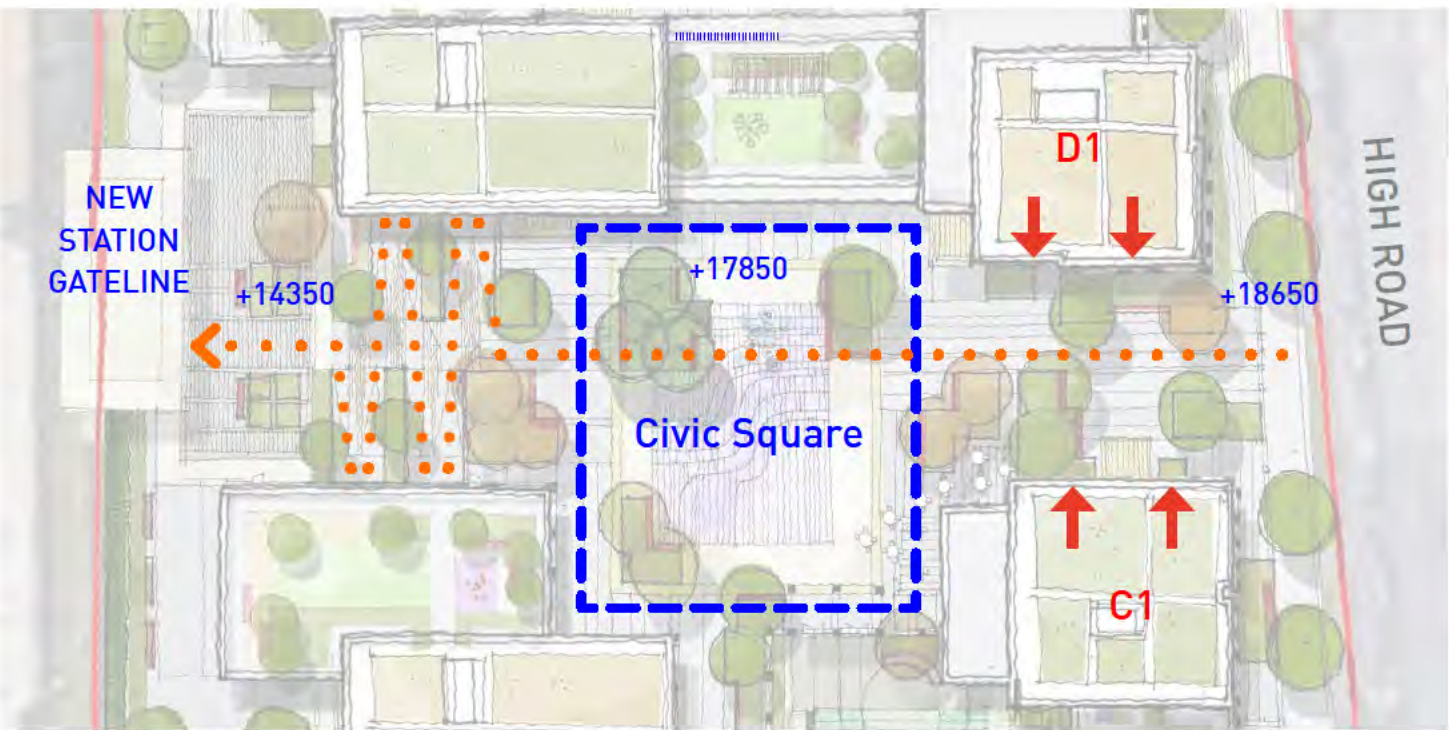 D1
HIGH ROAD
NEW
STATION
GATELINE
+14350
+17850
+18650
Civic Square
C1